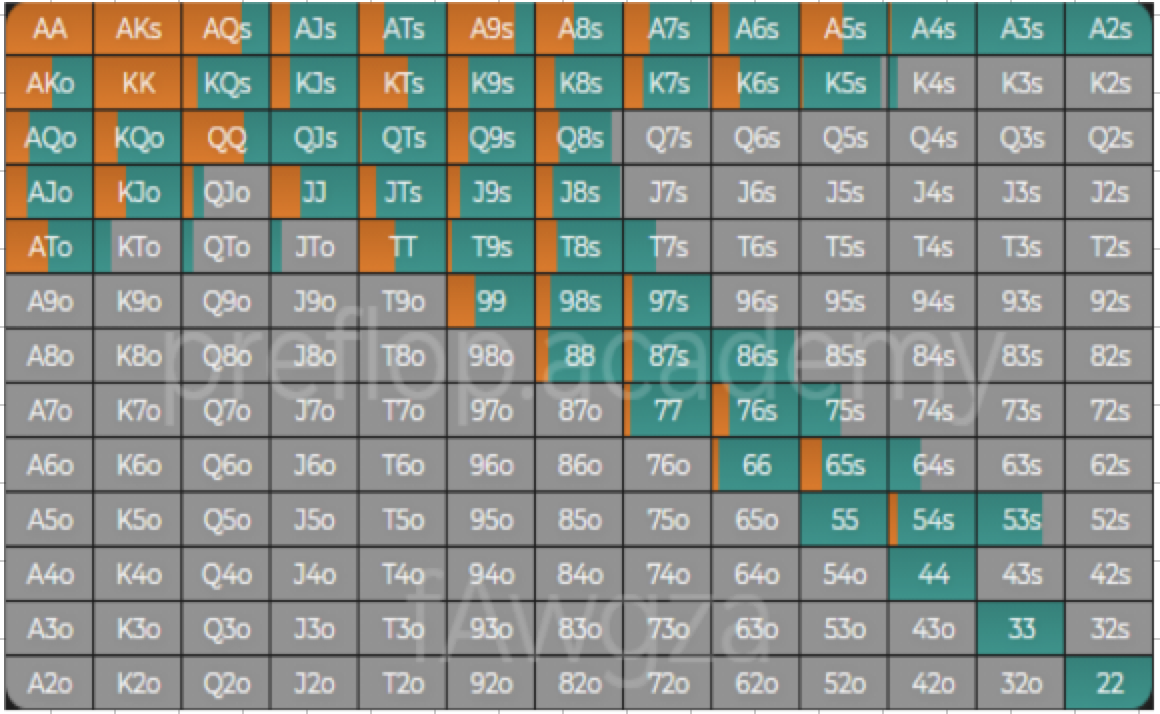 AA AKs AQs AJs ATs A9s A8s A7s A6s A5s A4s A3s A2s
AKo KK KQs KJs KTs K9s K8s K7s K6s K5s K4s K3s K2s
AQo KQo QQ QJs QTs Q9s Q8s Q7s Q6s Q5s Q4s Q3s Q2s
AJo KJo QJo JJ JTs J9s J8s J7s J6s J5s J4s J3s J2s
ATo KTo QTo JTo TT T9s T8s T7s T6s T5s T4s T3s T2s
A9o K9o Q9o J9o T9o 99 98s 97s 96s 95s 94s 93s 92s
preflop.academy
A8o K8o Q8o J8o T8o 98o 88 87s 86s 85s 84s 83s 82s
A7o K7o Q7o J7o T7o 97o 87o 77 76s 75s 74s 73s 72s
A6o K6o Q6o J6o T6o 96o 86o 76o 66 65s 64s 63s 62s
A5o K5o Q5o J5o T5o 95o 85o 75o 65o 55 54s 53s 52s
A4o K4o Q4o J4o T4o 94o 84o 74o 64o 54o 44 43s 42s
fAwgza
A3o K3o Q3o J3o T3o 93o 83o 73o 63o 53o 43o 33 32s
A2o K2o Q2o J2o T2o 92o 82o 72o 62o 52o 42o 32o 22